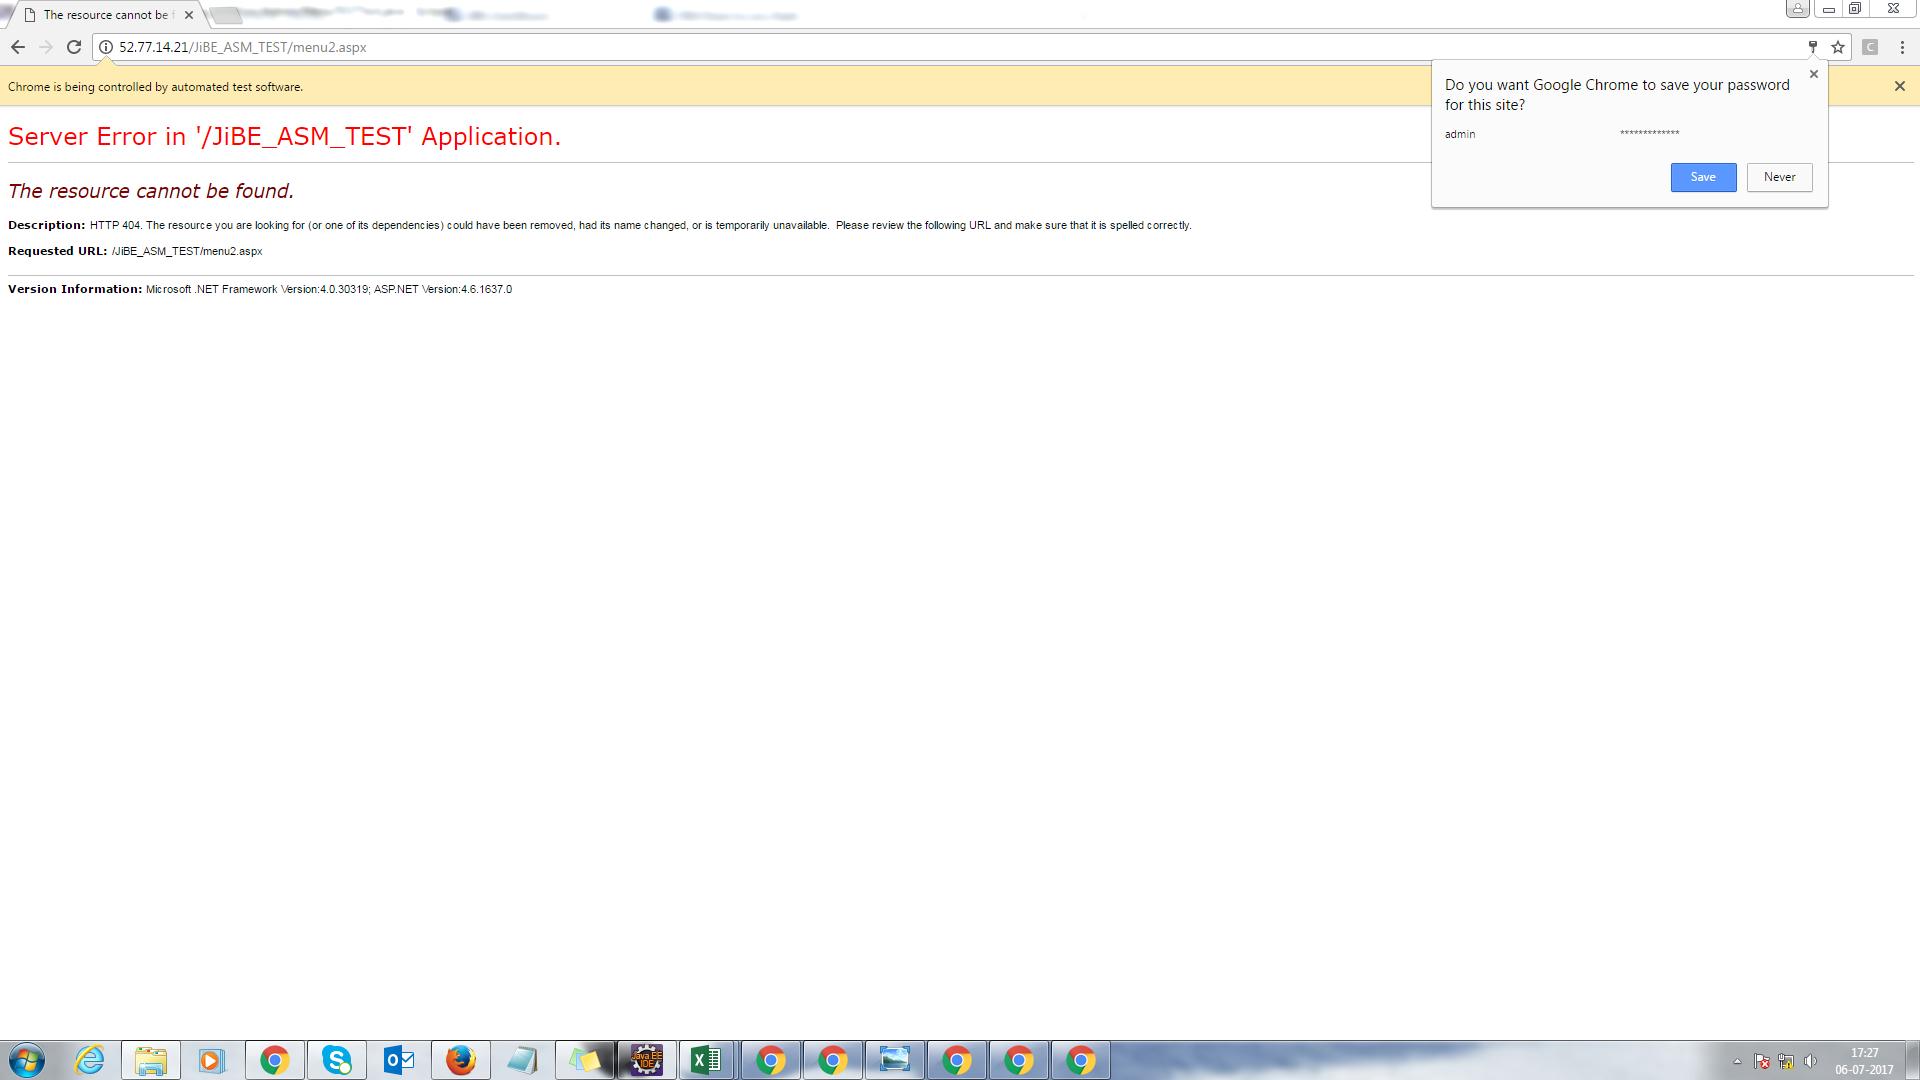 The resource cannot be f
52.77.14.21/JiBE_ASM_TEST/menu2.aspx
C
Chrome is being controlled by automated test software.
Do you want Google Chrome to save your password
for this site?
admin *************
Save Never
Server Error in '/JiBE_ASM_TEST' Application.
The resource cannot be found.
Description: HTTP 404. The resource you are looking for (or one of its dependencies) could have been removed, had its name changed, or is temporarily unavailable.  Please review the following URL and make sure that it is spelled correctly.
Requested URL: /JiBE_ASM_TEST/menu2.aspx
Version Information: Microsoft .NET Framework Version:4.0.30319; ASP.NET Version:4.6.1637.0
Java EE
IDE
17:27
06-07-2017